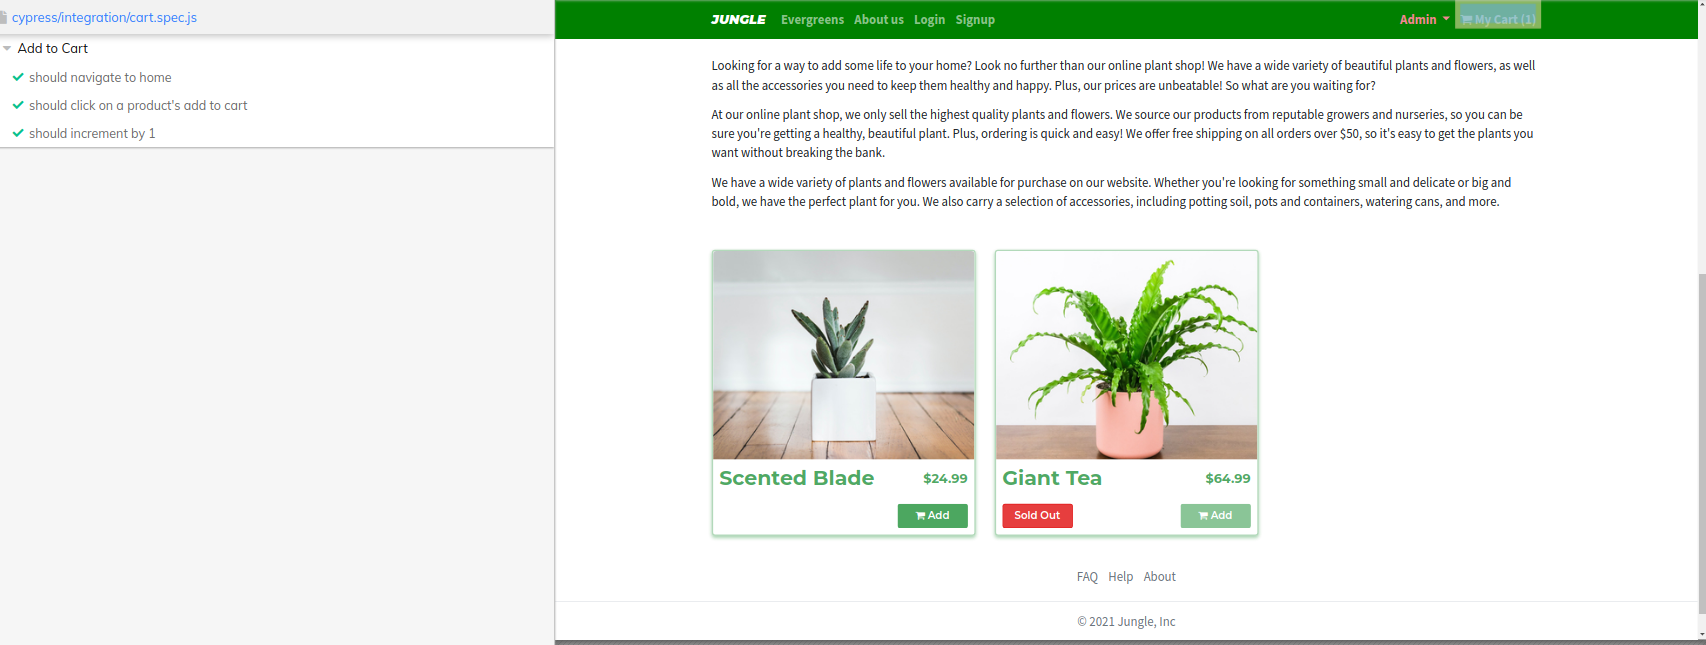 cypress/integration/cart.spec.js
Add to Cart
should navigate to home
should click on a product's add to cart
should increment by 1
JUNGLE Evergreens About us Login Signup Admin My Cart (1)
Looking for a way to add some life to your home? Look no further than our online plant shop! We have a wide variety of beautiful plants and flowers, as well
as all the accessories you need to keep them healthy and happy. Plus, our prices are unbeatable! So what are you waiting for?
At our online plant shop, we only sell the highest quality plants and flowers. We source our products from reputable growers and nurseries, so you can be
sure you're getting a healthy, beautiful plant. Plus, ordering is quick and easy! We offer free shipping on all orders over $50, so it's easy to get the plants you
want without breaking the bank.
We have a wide variety of plants and flowers available for purchase on our website. Whether you're looking for something small and delicate or big and
bold, we have the perfect plant for you. We also carry a selection of accessories, including potting soil, pots and containers, watering cans, and more.
Scented Blade $24.99
Add
Giant Tea $64.99
Sold Out Add
FAQ Help About
© 2021 Jungle, Inc